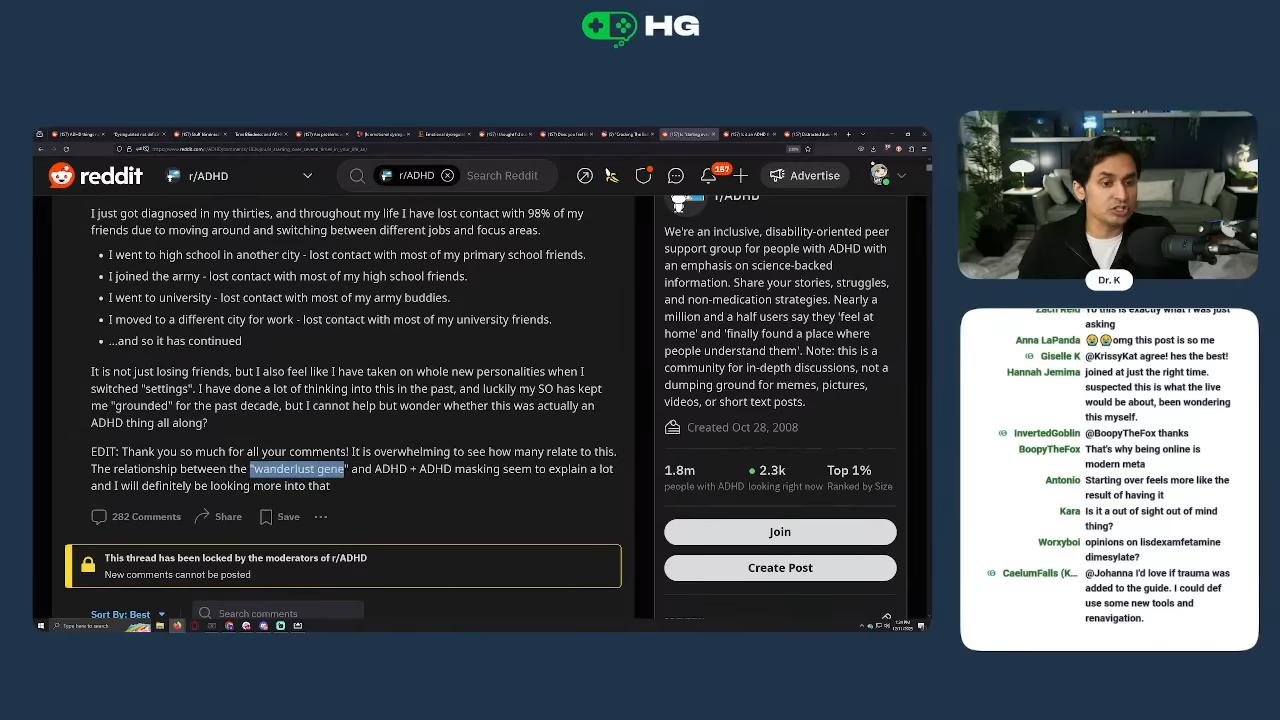 HG
reddit
r/ADHD
r/ADHD
Search Reddit
157
Advertise
I just got diagnosed in my thirties, and throughout my life I have lost contact with 98% of my
friends due to moving around and switching between different jobs and focus areas.
• I went to high school in another city - lost contact with most of my primary school friends.
• I joined the army - lost contact with most of my high school friends.
• I went to university - lost contact with most of my army buddies.
• I moved to a different city for work - lost contact with most of my university friends.
• ...and so it has continued
It is not just losing friends, but I also feel like I have taken on whole new personalities when I
switched "settings". I have done a lot of thinking into this in the past, and luckily my SO has kept
me "grounded" for the past decade, but I cannot help but wonder whether this was actually an
ADHD thing all along?
EDIT: Thank you so much for all your comments! It is overwhelming to see how many relate to this.
The relationship between the "wanderlust gene" and ADHD + ADHD masking seem to explain a lot
and I will definitely be looking more into that
282 Comments
Share
Save
This thread has been locked by the moderators of r/ADHD
New comments cannot be posted
Sort By: Best
Search comments
r/ADHD
We're an inclusive, disability-oriented peer
support group for people with ADHD with
an emphasis on science-backed
information. Share your stories, struggles,
and non-medication strategies. Nearly a
million and a half users say they 'feel at
home' and 'finally found a place where
people understand them'. Note: this is a
community for in-depth discussions, not a
dumping ground for memes, pictures,
videos, or short text posts.
Created Oct 28, 2008
1.8m 2.3k Top 1%
people with ADHD looking right now Ranked by Size
Join
Create Post
Type here to search
Dr. K
Zach Reid Yo this is exactly what I was just
asking
Anna LaPanda 😭😭omg this post is so me
Giselle K @KrissyKat agree! hes the best!
Hannah Jemima joined at just the right time.
suspected this is what the live
would be about, been wondering
this myself.
InvertedGoblin @BoopyTheFox thanks
BoopyTheFox That's why being online is
modern meta
Antonio Starting over feels more like the
result of having it
Kara Is it a out of sight out of mind
thing?
Worxyboi opinions on lisdexamfetamine
dimesylate?
CaelumFalls (K... @Johanna I'd love if trauma was
added to the guide. I could def
use some new tools and
renavigation.